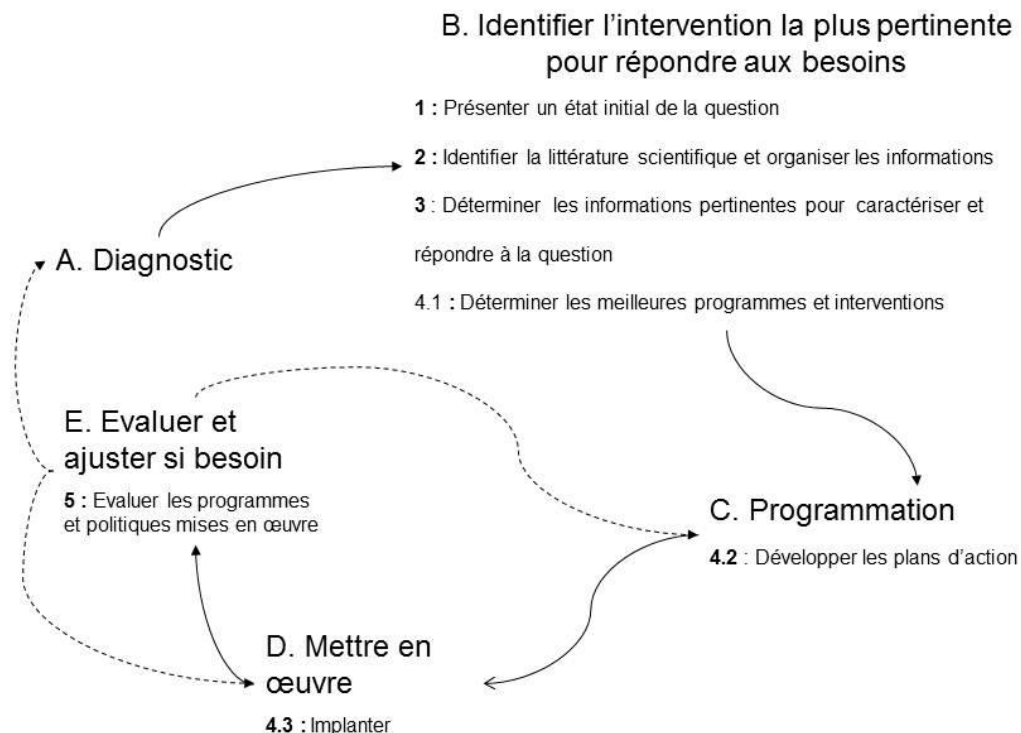 B. Identifier l’intervention la plus pertinente
pour répondre aux besoins
1 : Présenter un état initial de la question
2 : Identifier la littérature scientifique et organiser les informations
3 : Déterminer les informations pertinentes pour caractériser et
répondre à la question
4.1 : Déterminer les meilleures programmes et interventions
A. Diagnostic
E. Evaluer et
ajuster si besoin
5 : Evaluer les programmes
et politiques mises en œuvre
C. Programmation
4.2 : Développer les plans d’action
D. Mettre en
œuvre
4.3 : Implanter